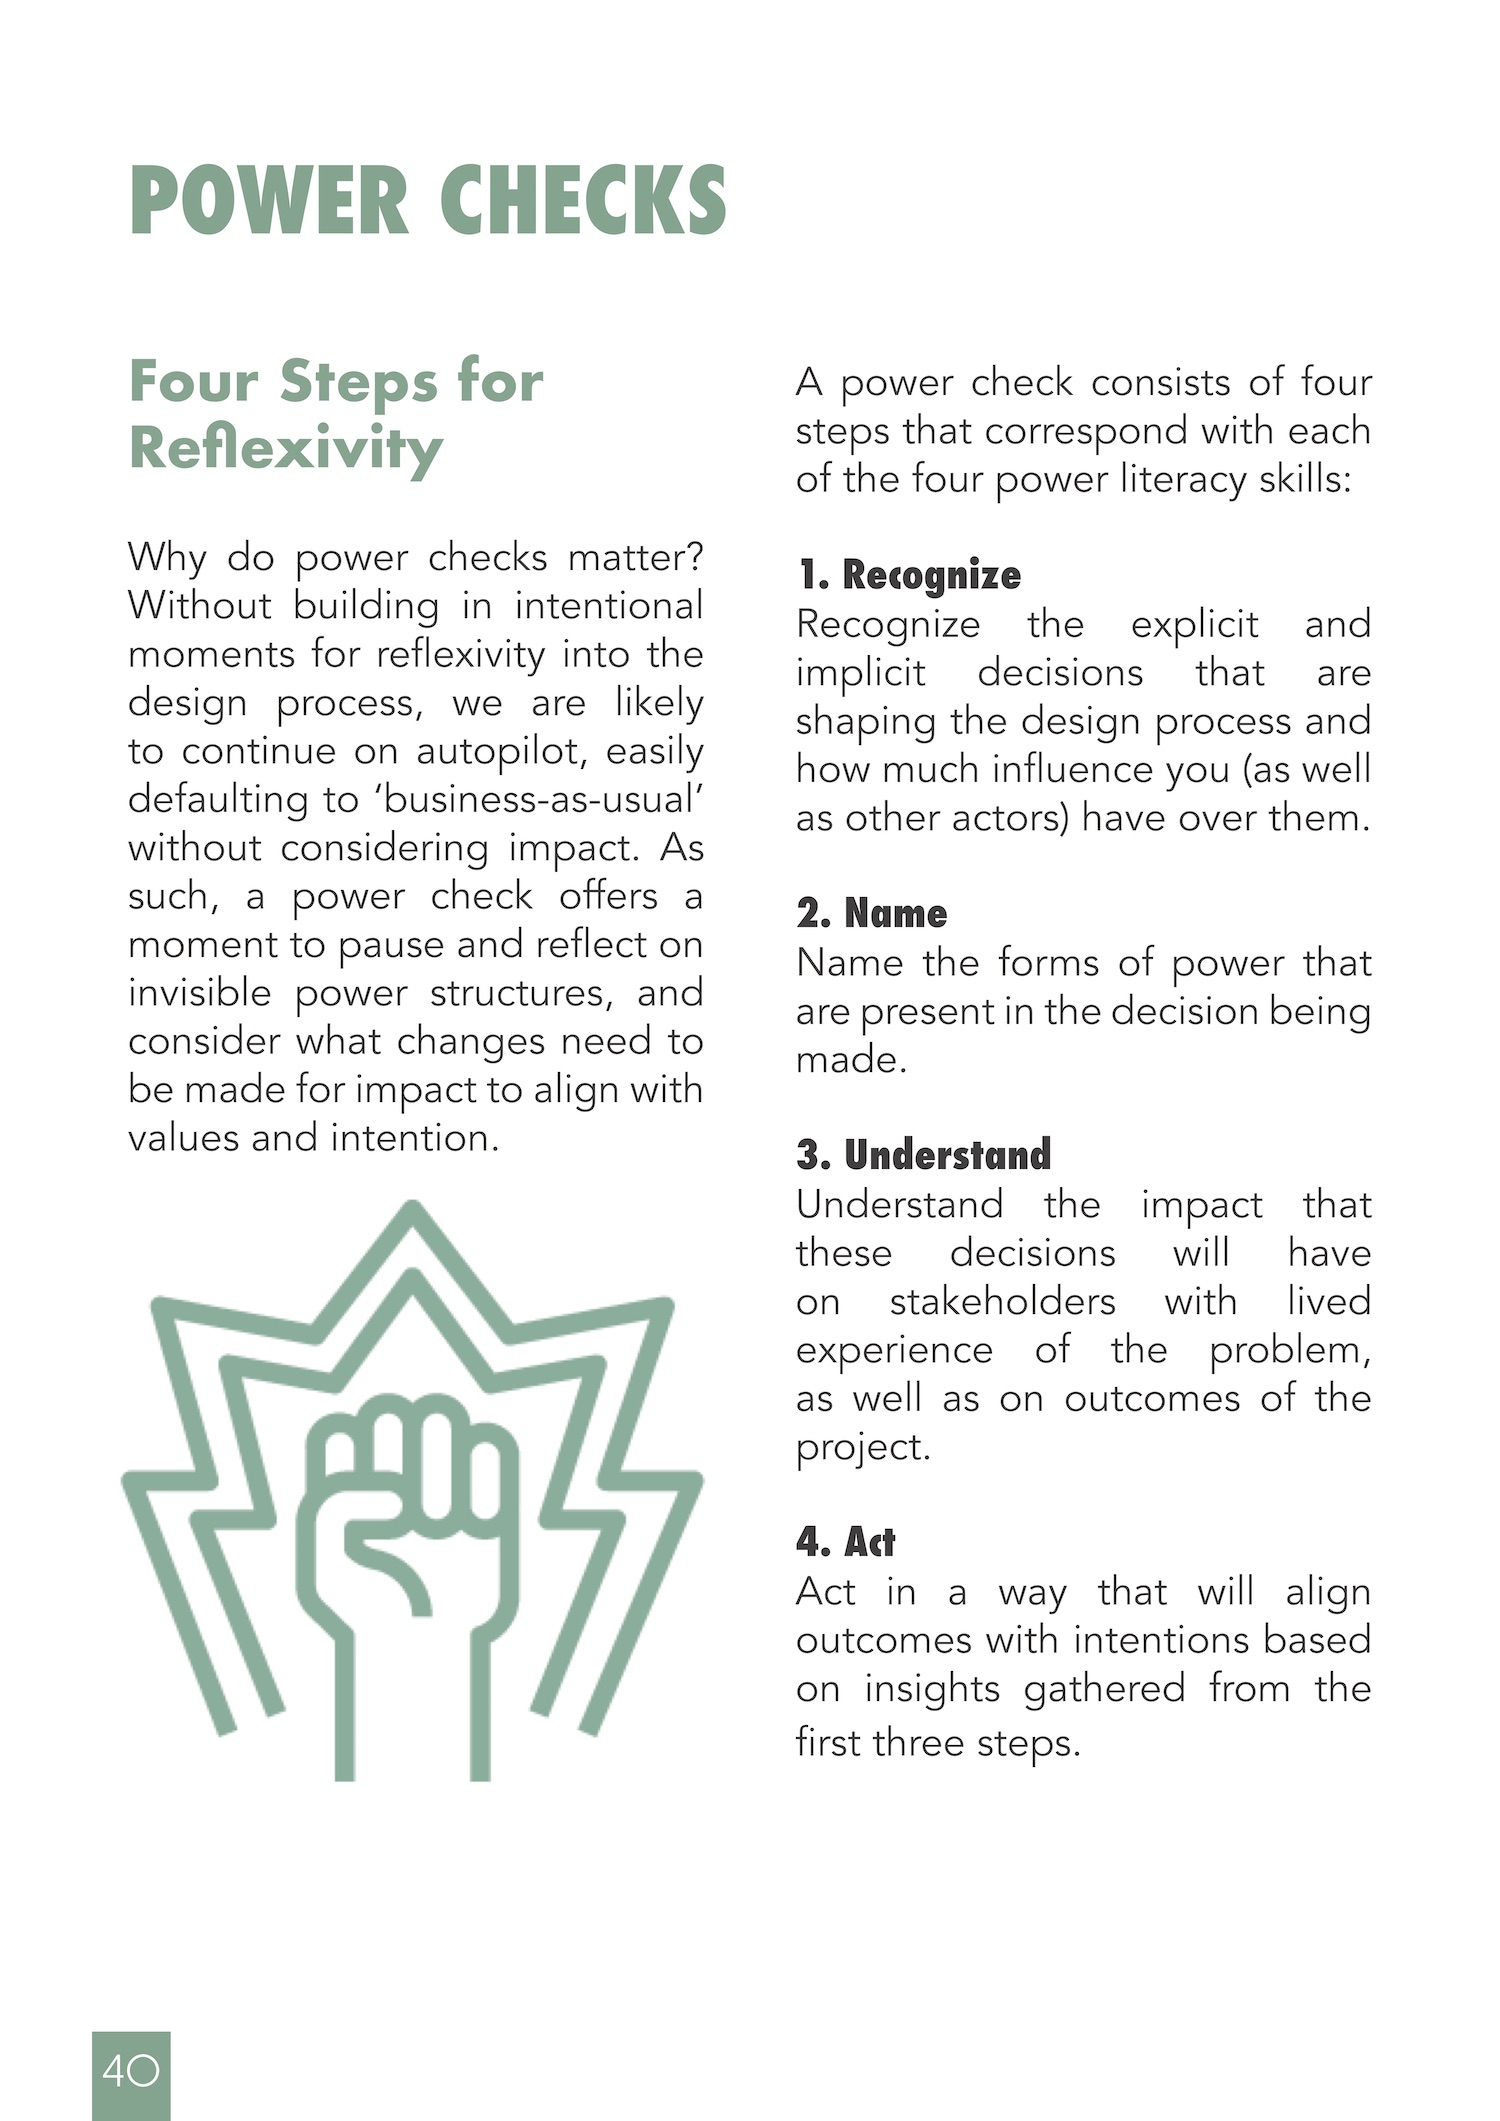 POWER CHECKS
Four Steps for
Reflexivity
Why do power checks matter?
Without building in intentional
moments for reflexivity into the
design process, we are likely
to continue on autopilot, easily
defaulting to ‘business-as-usual’
without considering impact. As
such, a power check offers a
moment to pause and reflect on
invisible power structures, and
consider what changes need to
be made for impact to align with
values and intention.
A power check consists of four
steps that correspond with each
of the four power literacy skills:
1. Recognize
Recognize the explicit and
implicit decisions that are
shaping the design process and
how much influence you (as well
as other actors) have over them.
2. Name
Name the forms of power that
are present in the decision being
made.
3. Understand
Understand the impact that
these decisions will have
on stakeholders with lived
experience of the problem,
as well as on outcomes of the
project.
4. Act
Act in a way that will align
outcomes with intentions based
on insights gathered from the
first three steps.
40